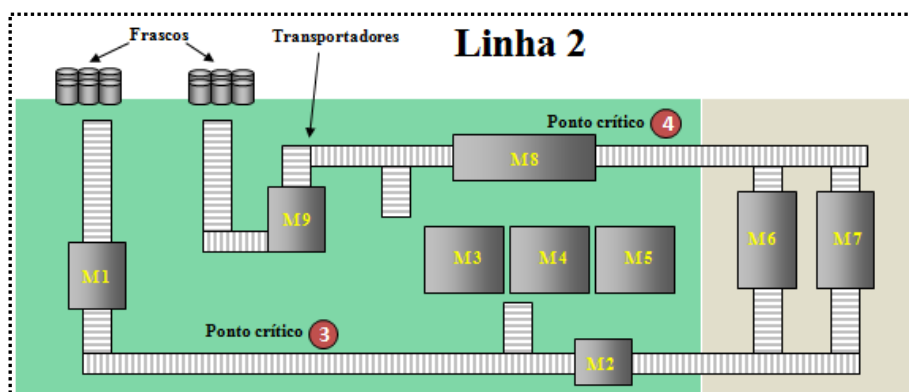 Linha 2
Frascos
Transportadores
Ponto crítico 4
M8
M9
M6
M7
M3
M4
M5
M1
Ponto crítico 3
M2